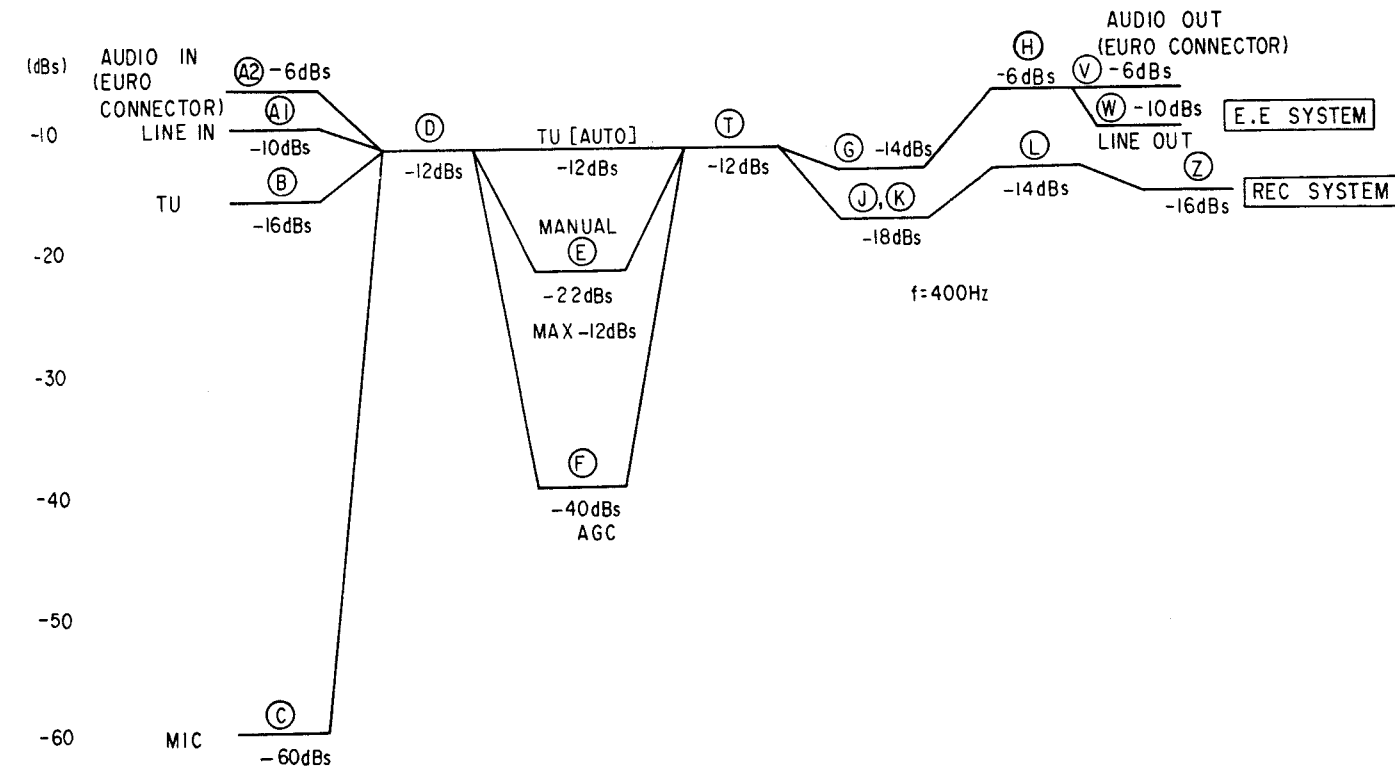 (dBs)
AUDIO IN
(EURO
CONNECTOR)
A2 -6dBs
A1
LINE IN
-10dBs
B
TU
-16dBs
C
MIC
-60dBs
-10
-20
-30
-40
-50
-60
D
-12dBs
TU [AUTO]
-12dBs
MANUAL
E
-22dBs
MAX -12dBs
F
-40dBs
AGC
T
-12dBs
G -14dBs
J, K
-18dBs
f=400Hz
H
-6dBs
AUDIO OUT
(EURO CONNECTOR)
V -6dBs
W -10dBs
LINE OUT
E.E SYSTEM
L
-14dBs
Z
-16dBs
REC SYSTEM